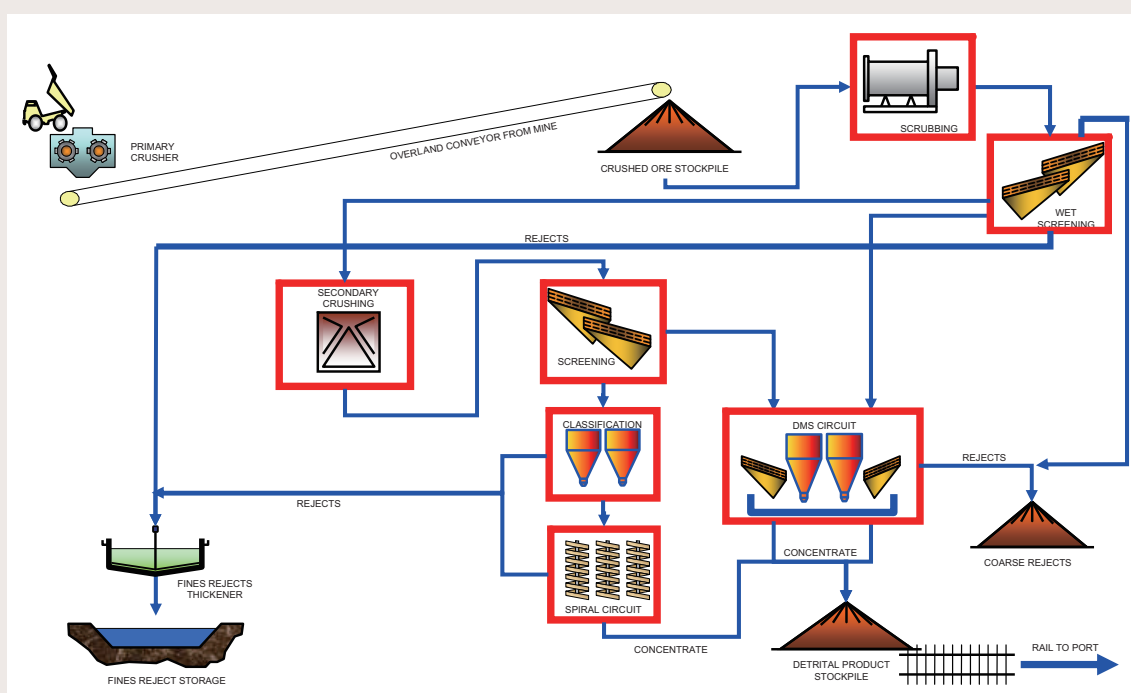 SCRUBBING
PRIMARY
CRUSHER
OVERLAND CONVEYOR FROM MINE
CRUSHED ORE STOCKPILE
WET
SCREENING
REJECTS
SECONDARY
CRUSHING
SCREENING
CLASSIFICATION
DMS CIRCUIT
REJECTS
REJECTS
CONCENTRATE
COARSE REJECTS
FINES REJECTS
THICKENER
SPIRAL CIRCUIT
CONCENTRATE
RAIL TO PORT
DETRITAL PRODUCT
STOCKPILE
FINES REJECT STORAGE